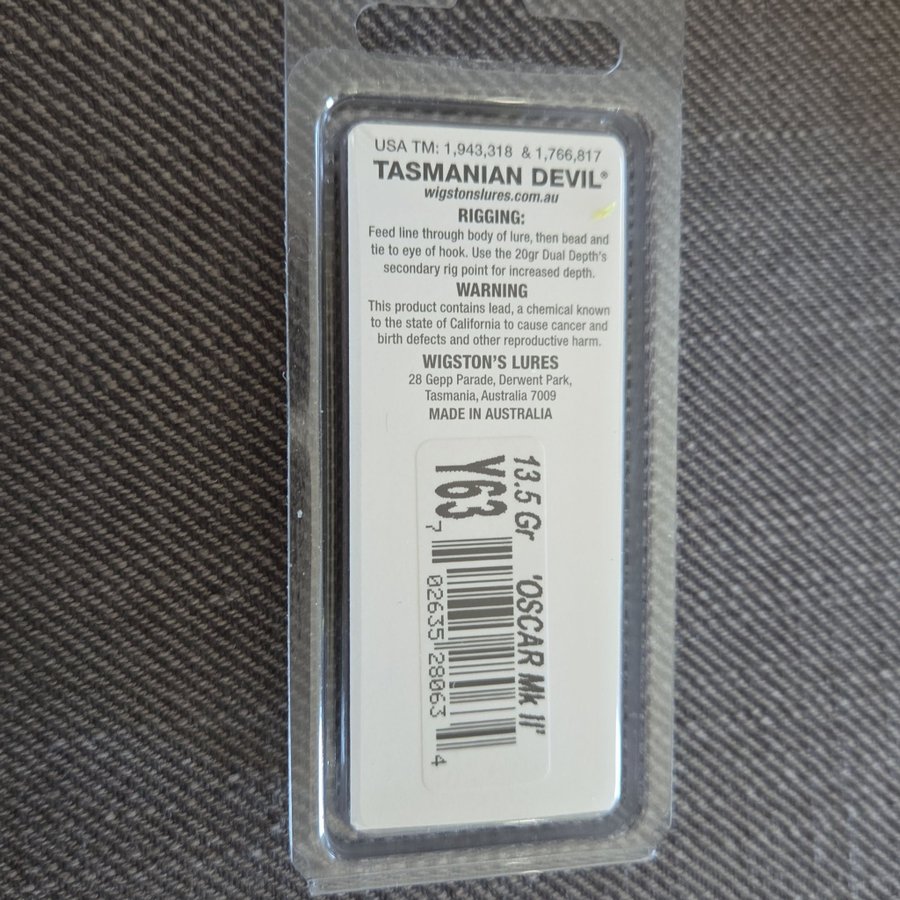 USA TM: 1,943,318 & 1,766,817
TASMANIAN DEVIL®
wigstonslures.com.au
RIGGING:
Feed line through body of lure, then bead and
tie to eye of hook. Use the 20gr Dual Depth's
secondary rig point for increased depth.
WARNING
This product contains lead, a chemical known
to the state of California to cause cancer and
birth defects and other reproductive harm.
WIGSTON'S LURES
28 Gepp Parade, Derwent Park,
Tasmania, Australia 7009
MADE IN AUSTRALIA
13.5 Gr 'OSCAR Mk II'
Y63
7 02635 28063 4